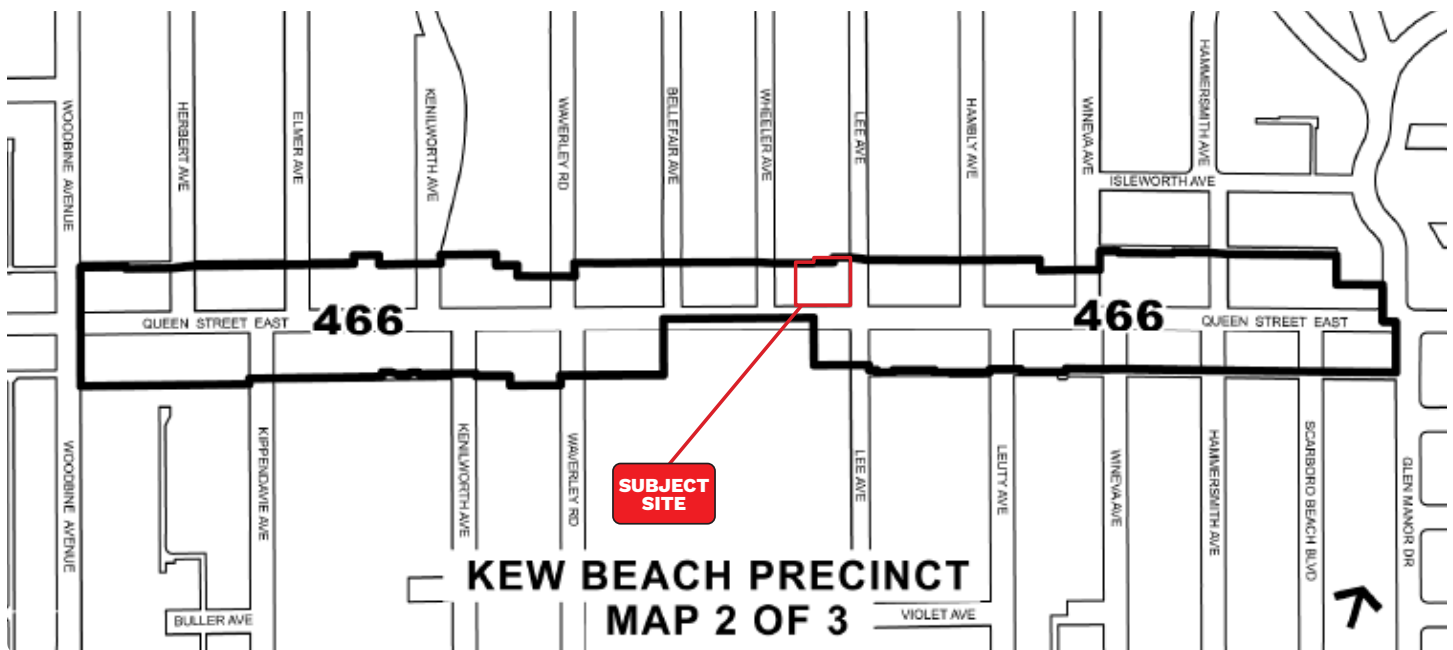 WOODBINE AVENUE
HERBERT AVE
ELMER AVE
KENILWORTH AVE
WAVERLEY RD
BELLEFAIR AVE
WHEELER AVE
LEE AVE
HAMBLY AVE
WINEVA AVE
HAMMERSMITH AVE
ISLEWORTH AVE
QUEEN STREET EAST
466
466
QUEEN STREET EAST
WOODBINE AVENUE
KIPPENDAVIE AVE
KENILWORTH AVE
WAVERLEY RD
SUBJECT
SITE
LEE AVE
LEUTY AVE
WINEVA AVE
HAMMERSMITH AVE
SCARBORO BEACH BLVD
GLEN MANOR DR
KEW BEACH PRECINCT
MAP 2 OF 3
BULLER AVE
VIOLET AVE